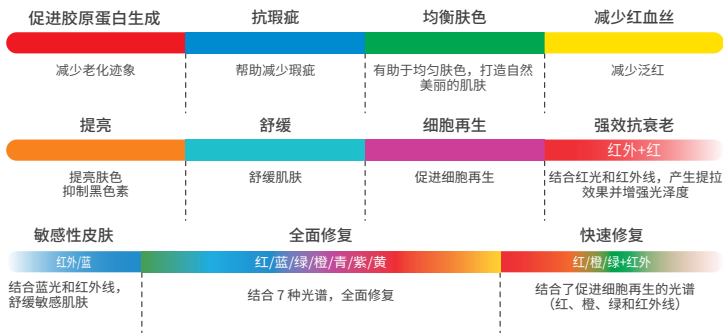 促进胶原蛋白生成
抗瑕疵
均衡肤色
减少红血丝
减少老化迹象
帮助减少瑕疵
有助于均匀肤色，打造自然
美丽的肌肤
减少泛红
提亮
舒缓
细胞再生
强效抗衰老
红外+红
提亮肤色
抑制黑色素
舒缓肌肤
促进细胞再生
结合红光和红外线，产生提拉
效果并增强光泽度
敏感性皮肤
全面修复
快速修复
红外/蓝
红/蓝/绿/橙/青/紫/黄
红/橙/绿+红外
结合蓝光和红外线，
舒缓敏感肌肤
结合 7 种光谱，全面修复
结合了促进细胞再生的光谱
（红、橙、绿和红外线）